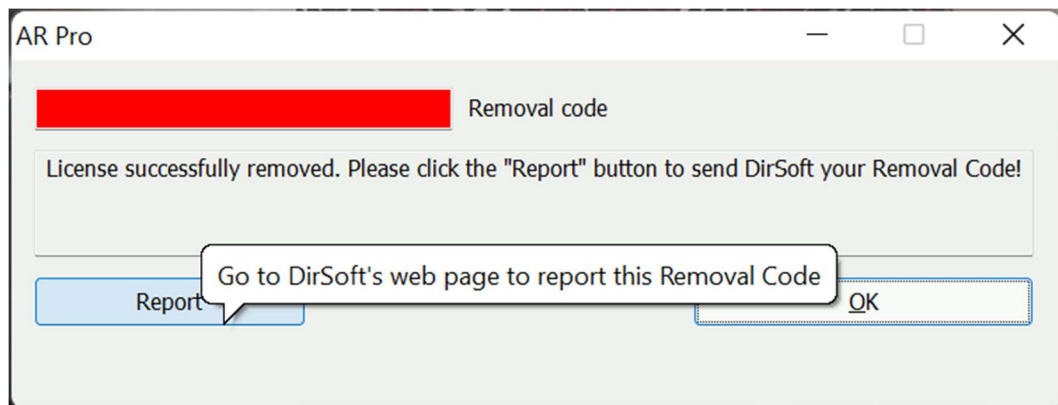 AR Pro
Removal code
License successfully removed. Please click the "Report" button to send DirSoft your Removal Code!
Go to DirSoft's web page to report this Removal Code
Report
OK